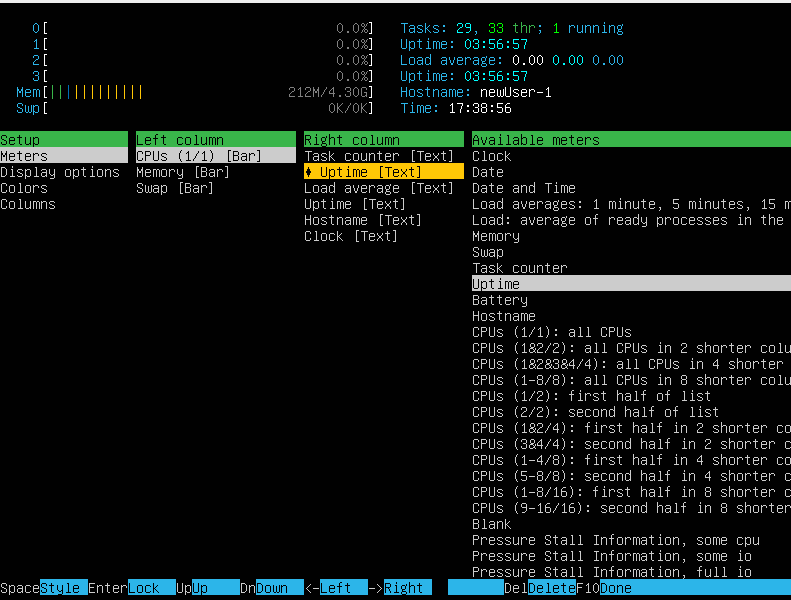 0[ 0.0%] Tasks: 29, 33 thr; 1 running
1[ 0.0%] Uptime: 03:56:57
2[ 0.0%] Load average: 0.00 0.00 0.00
3[ 0.0%] Uptime: 03:56:57
Mem[|||||||||||| 212M/4.30G] Hostname: newUser-1
Swp[ 0K/0K] Time: 17:38:56
Setup Left column Right column Available meters
Meters CPUs (1/1) [Bar] Task counter [Text] Clock
Display options Memory [Bar] ♦ Uptime [Text] Date
Colors Swap [Bar] Load average [Text] Date and Time
Columns Uptime [Text] Load averages: 1 minute, 5 minutes, 15 m
Hostname [Text] Load: average of ready processes in the
Clock [Text] Memory
Swap
Task counter
Uptime
Battery
Hostname
CPUs (1/1): all CPUs
CPUs (1&2/2): all CPUs in 2 shorter colu
CPUs (1&2&3&4/4): all CPUs in 4 shorter
CPUs (1-8/8): all CPUs in 8 shorter colu
CPUs (1/2): first half of list
CPUs (2/2): second half of list
CPUs (1&2/4): first half in 2 shorter co
CPUs (3&4/4): second half in 2 shorter c
CPUs (1-4/8): first half in 4 shorter co
CPUs (5-8/8): second half in 4 shorter c
CPUs (1-8/16): first half in 8 shorter c
CPUs (9-16/16): second half in 8 shorter
Blank
Pressure Stall Information, some cpu
Pressure Stall Information, some io
Pressure Stall Information, full io
SpaceStyle EnterLock UpUp DnDown <-Left ->Right DelDeleteF10Done